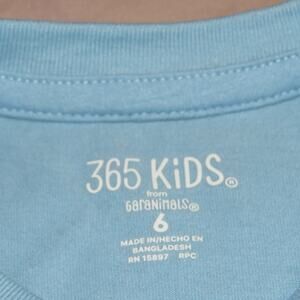 365 KiDS®
from
Garanimals®
6
MADE IN/HECHO EN
BANGLADESH
RN 15897 RPC